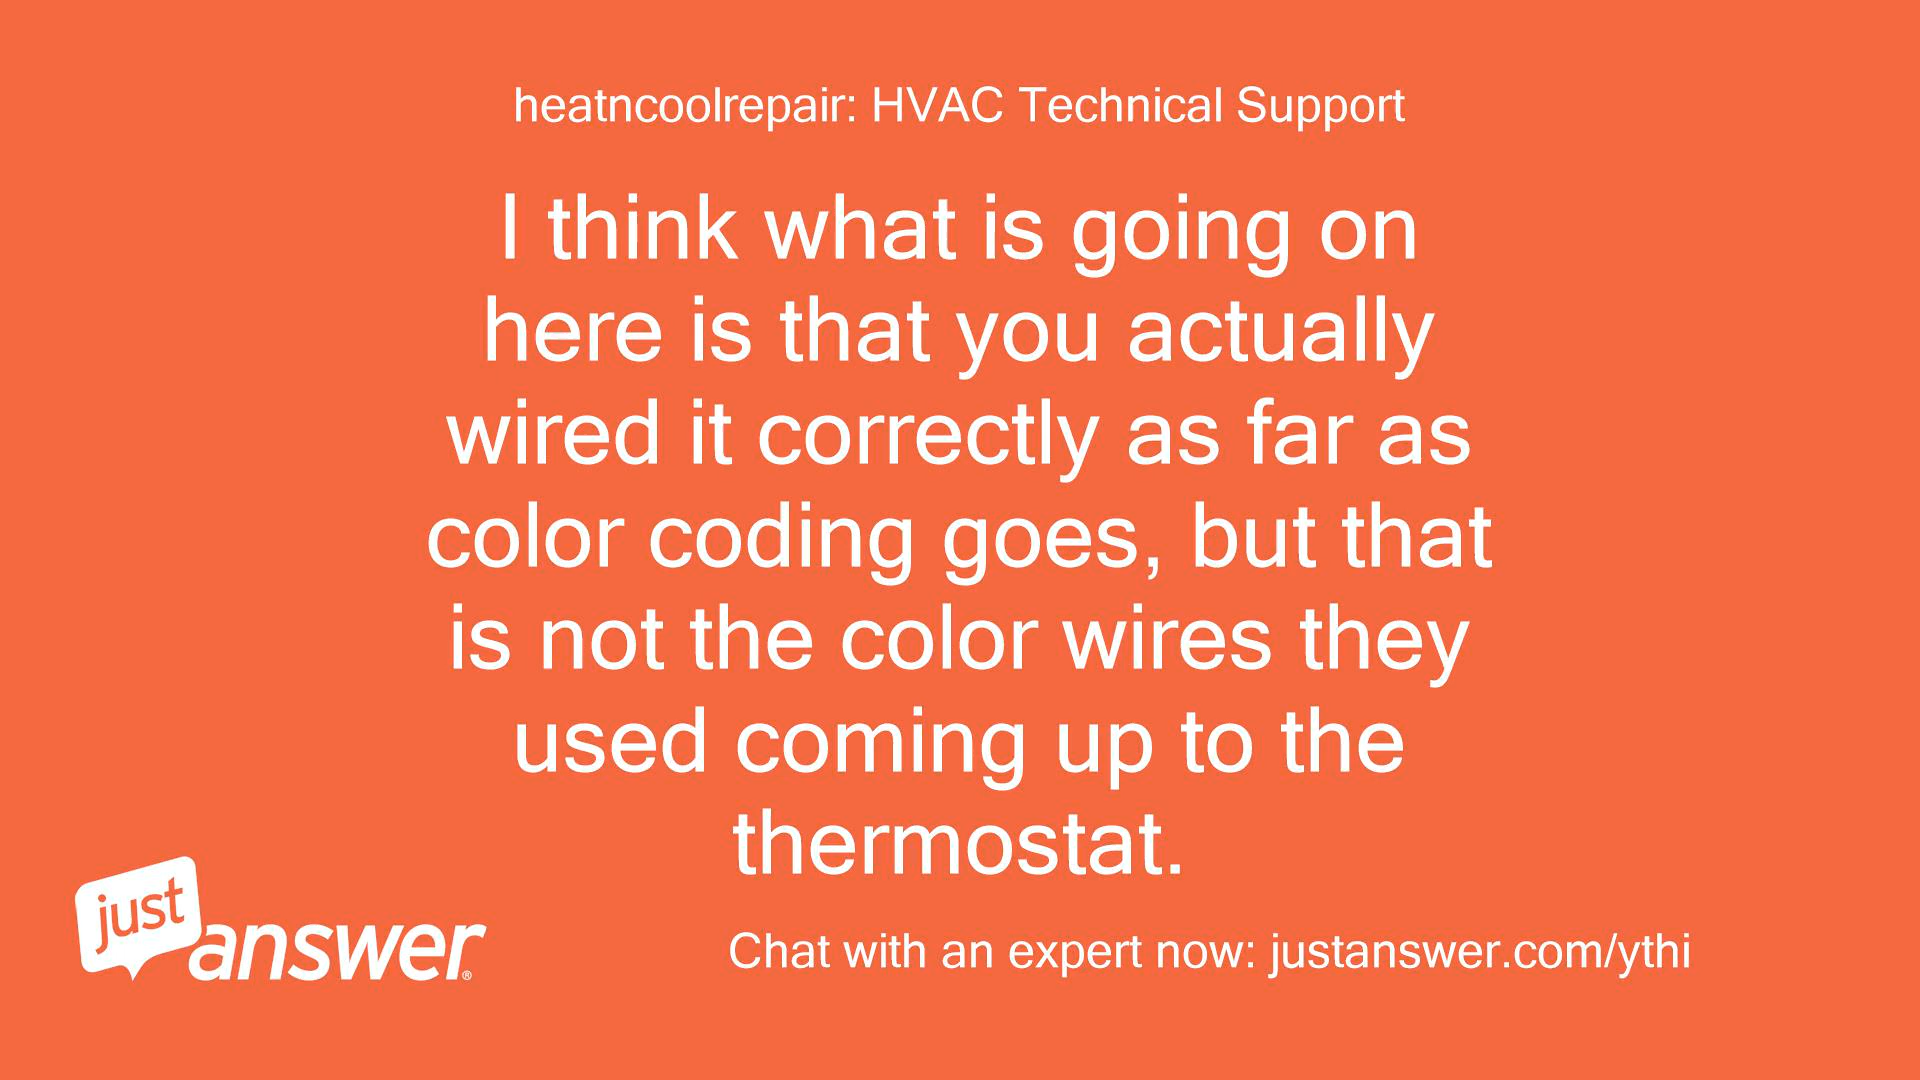 heatncoolrepair: HVAC Technical Support
I think what is going on
here is that you actually
wired it correctly as far as
color coding goes, but that
is not the color wires they
used coming up to the
thermostat.
just
answer®
Chat with an expert now: justanswer.com/ythi